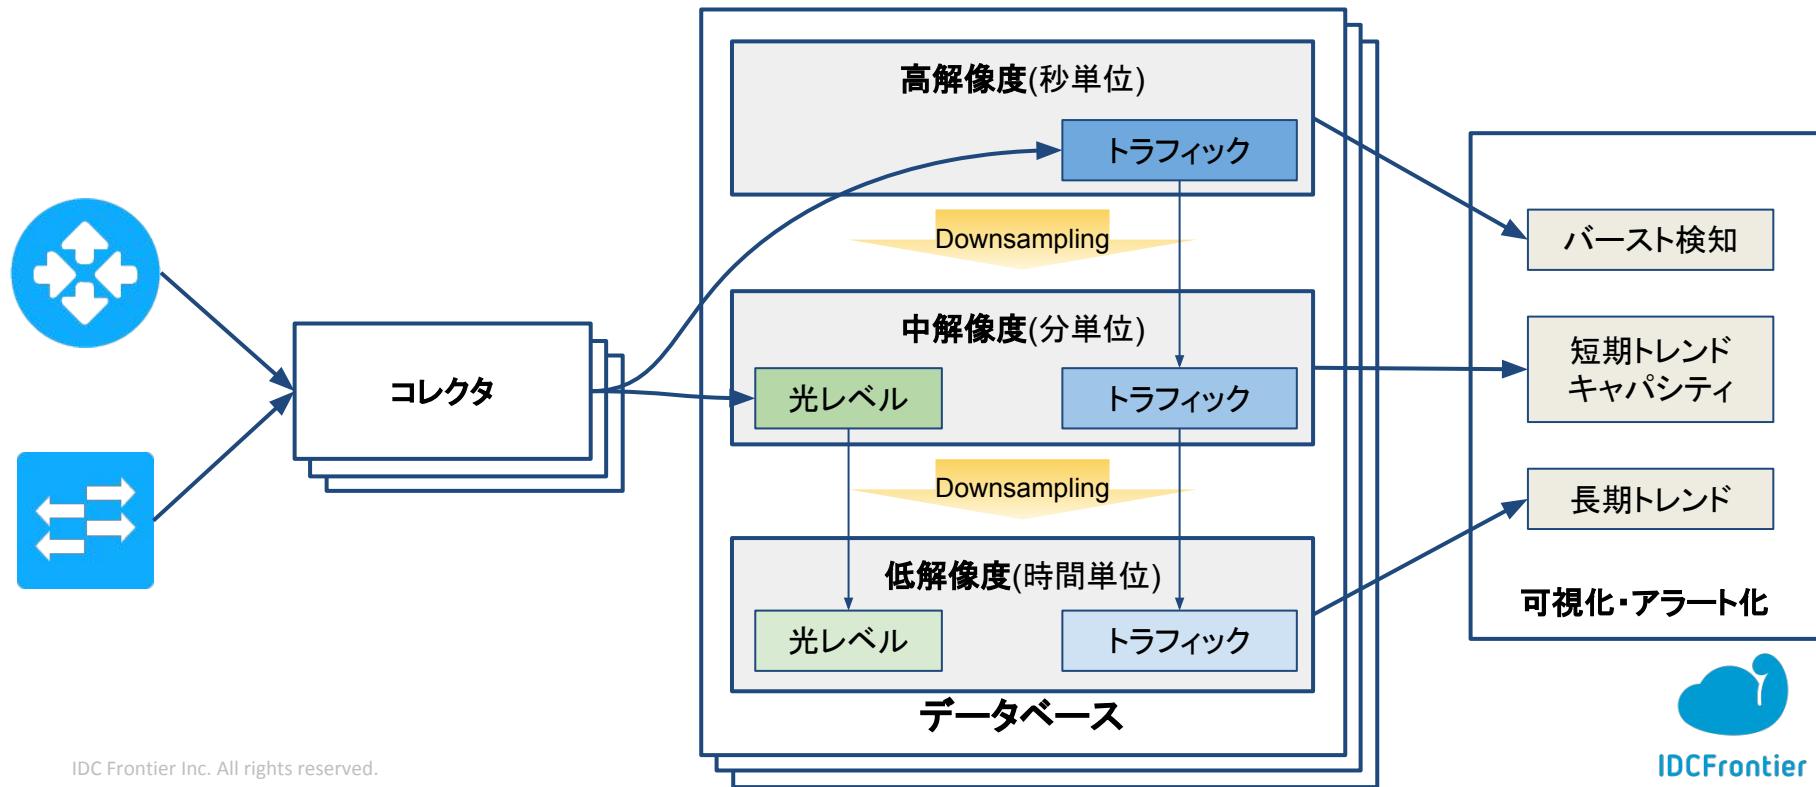 高解像度(秒単位)
トラフィック
Downsampling
バースト検知
中解像度(分単位)
短期トレンド
キャパシティ
コレクタ
光レベル
トラフィック
Downsampling
長期トレンド
低解像度(時間単位)
可視化・アラート化
光レベル
トラフィック
データベース
IDC Frontier Inc. All rights reserved.
IDCFrontier